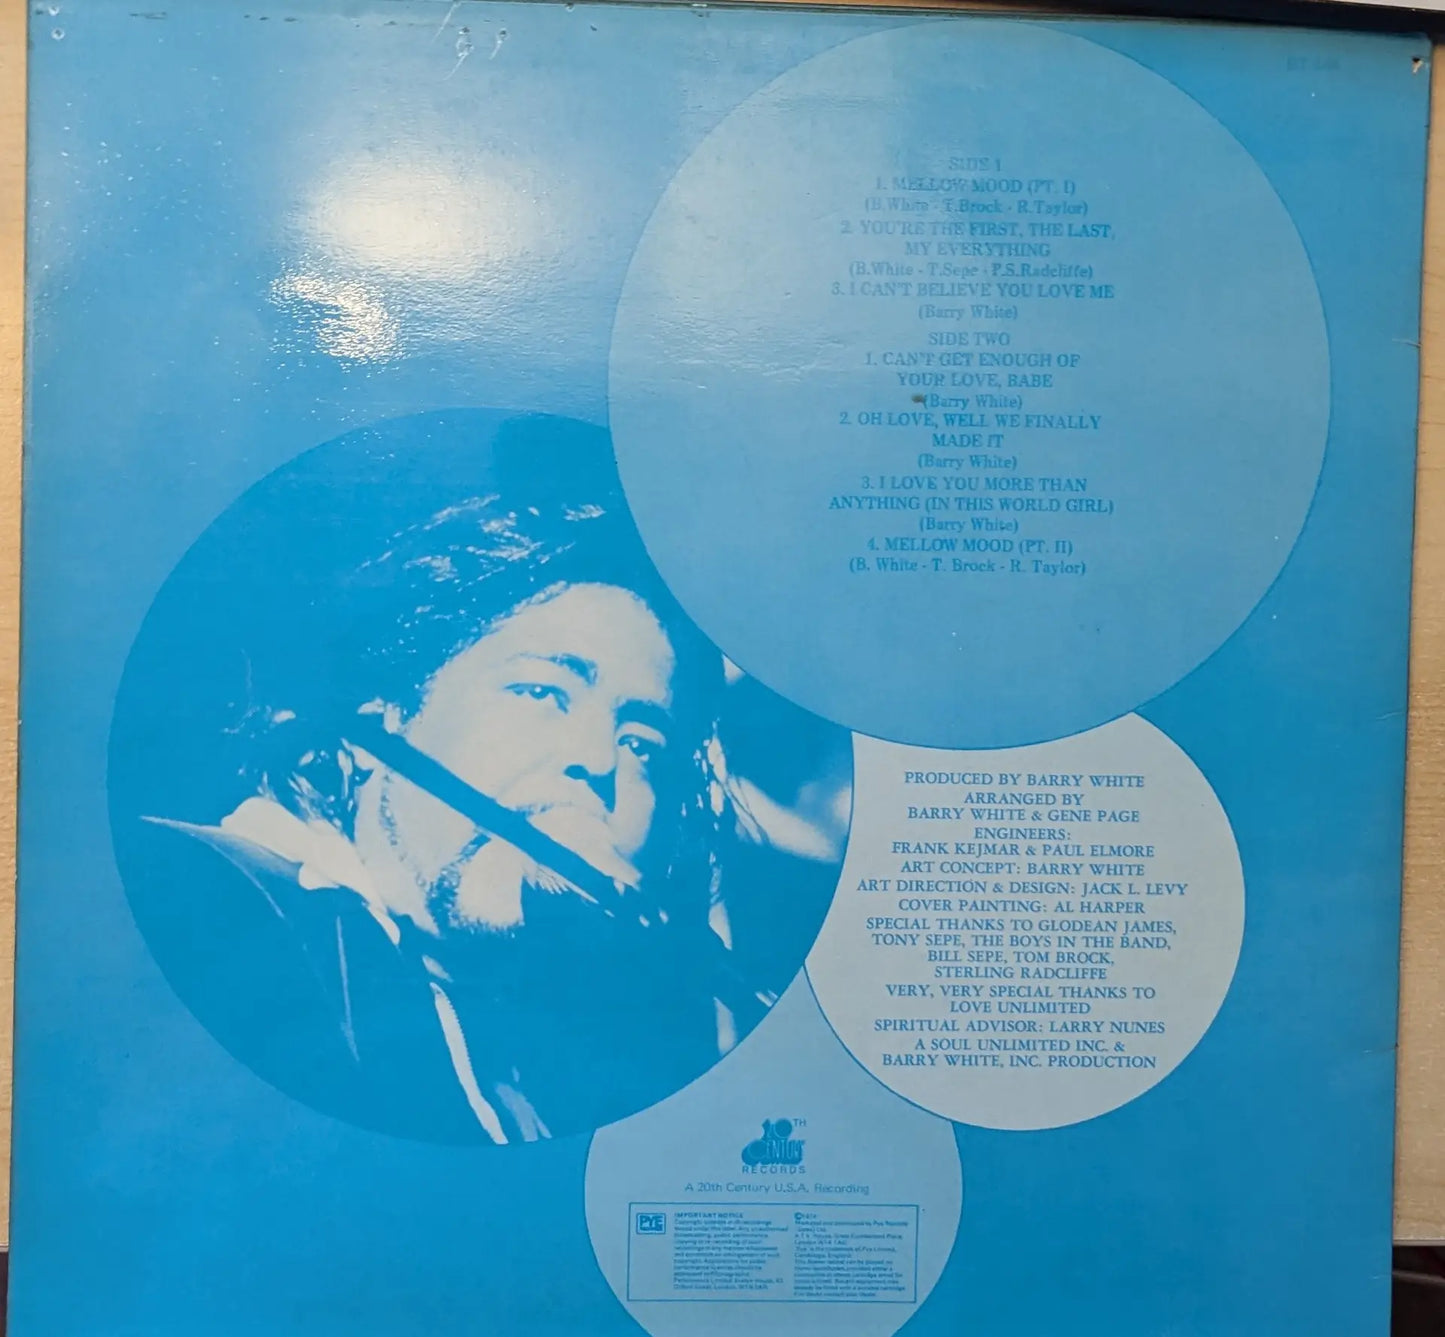 SIDE 1
1. MELLOW MOOD (PT. I)
(B.White - T.Brock - R.Taylor)
2. YOU'RE THE FIRST, THE LAST,
MY EVERYTHING
(B.White - T.Sepe - P.S.Radcliffe)
3. I CAN'T BELIEVE YOU LOVE ME
(Barry White)
SIDE TWO
1. CAN'T GET ENOUGH OF
YOUR LOVE, BABE
(Barry White)
2. OH LOVE, WELL WE FINALLY
MADE IT
(Barry White)
3. I LOVE YOU MORE THAN
ANYTHING (IN THIS WORLD GIRL)
(Barry White)
4. MELLOW MOOD (PT. II)
(B. White - T. Brock - R. Taylor)
PRODUCED BY BARRY WHITE
ARRANGED BY
BARRY WHITE & GENE PAGE
ENGINEERS:
FRANK KEJMAR & PAUL ELMORE
ART CONCEPT: BARRY WHITE
ART DIRECTION & DESIGN: JACK L. LEVY
COVER PAINTING: AL HARPER
SPECIAL THANKS TO GLODEAN JAMES,
TONY SEPE, THE BOYS IN THE BAND,
BILL SEPE, TOM BROCK,
STERLING RADCLIFFE
VERY, VERY SPECIAL THANKS TO
LOVE UNLIMITED
SPIRITUAL ADVISOR: LARRY NUNES
A SOUL UNLIMITED INC. &
BARRY WHITE, INC. PRODUCTION
20TH
CENTURY
RECORDS
A 20th Century U.S.A. Recording
PYE
IMPORTANT NOTICE